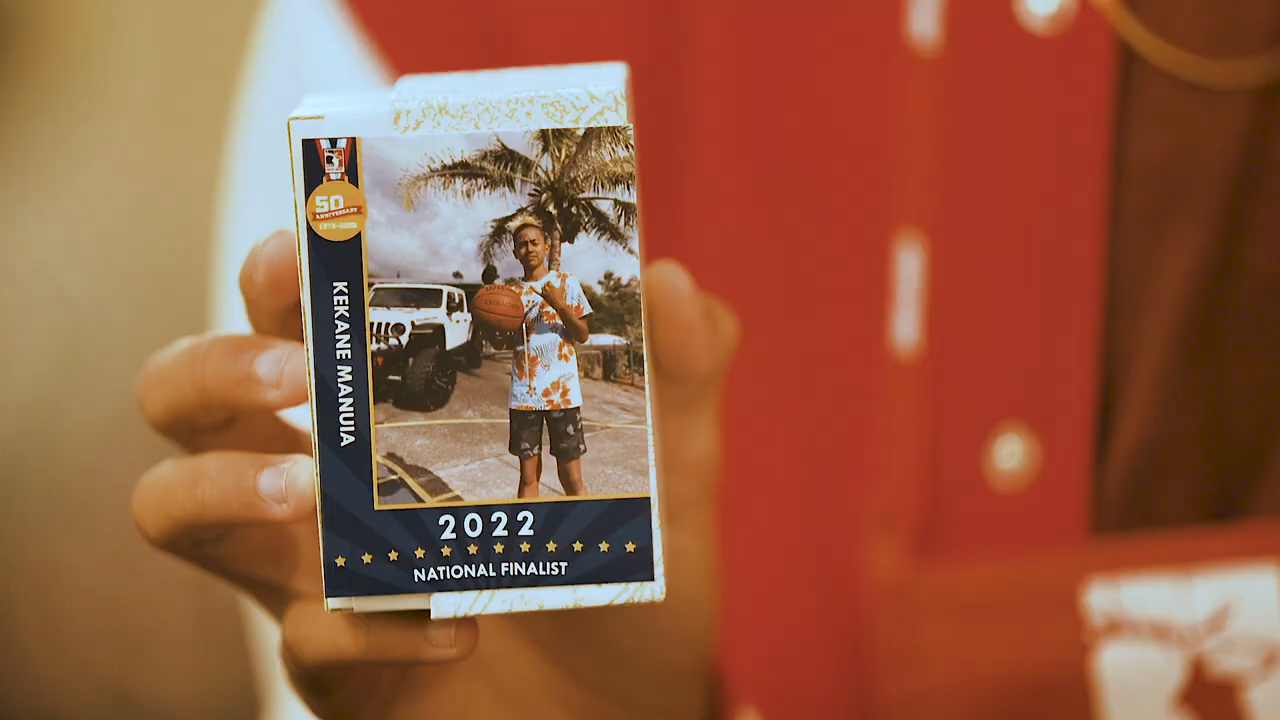 50
ANNIVERSARY
KEKANE MANUIA
2022
NATIONAL FINALIST